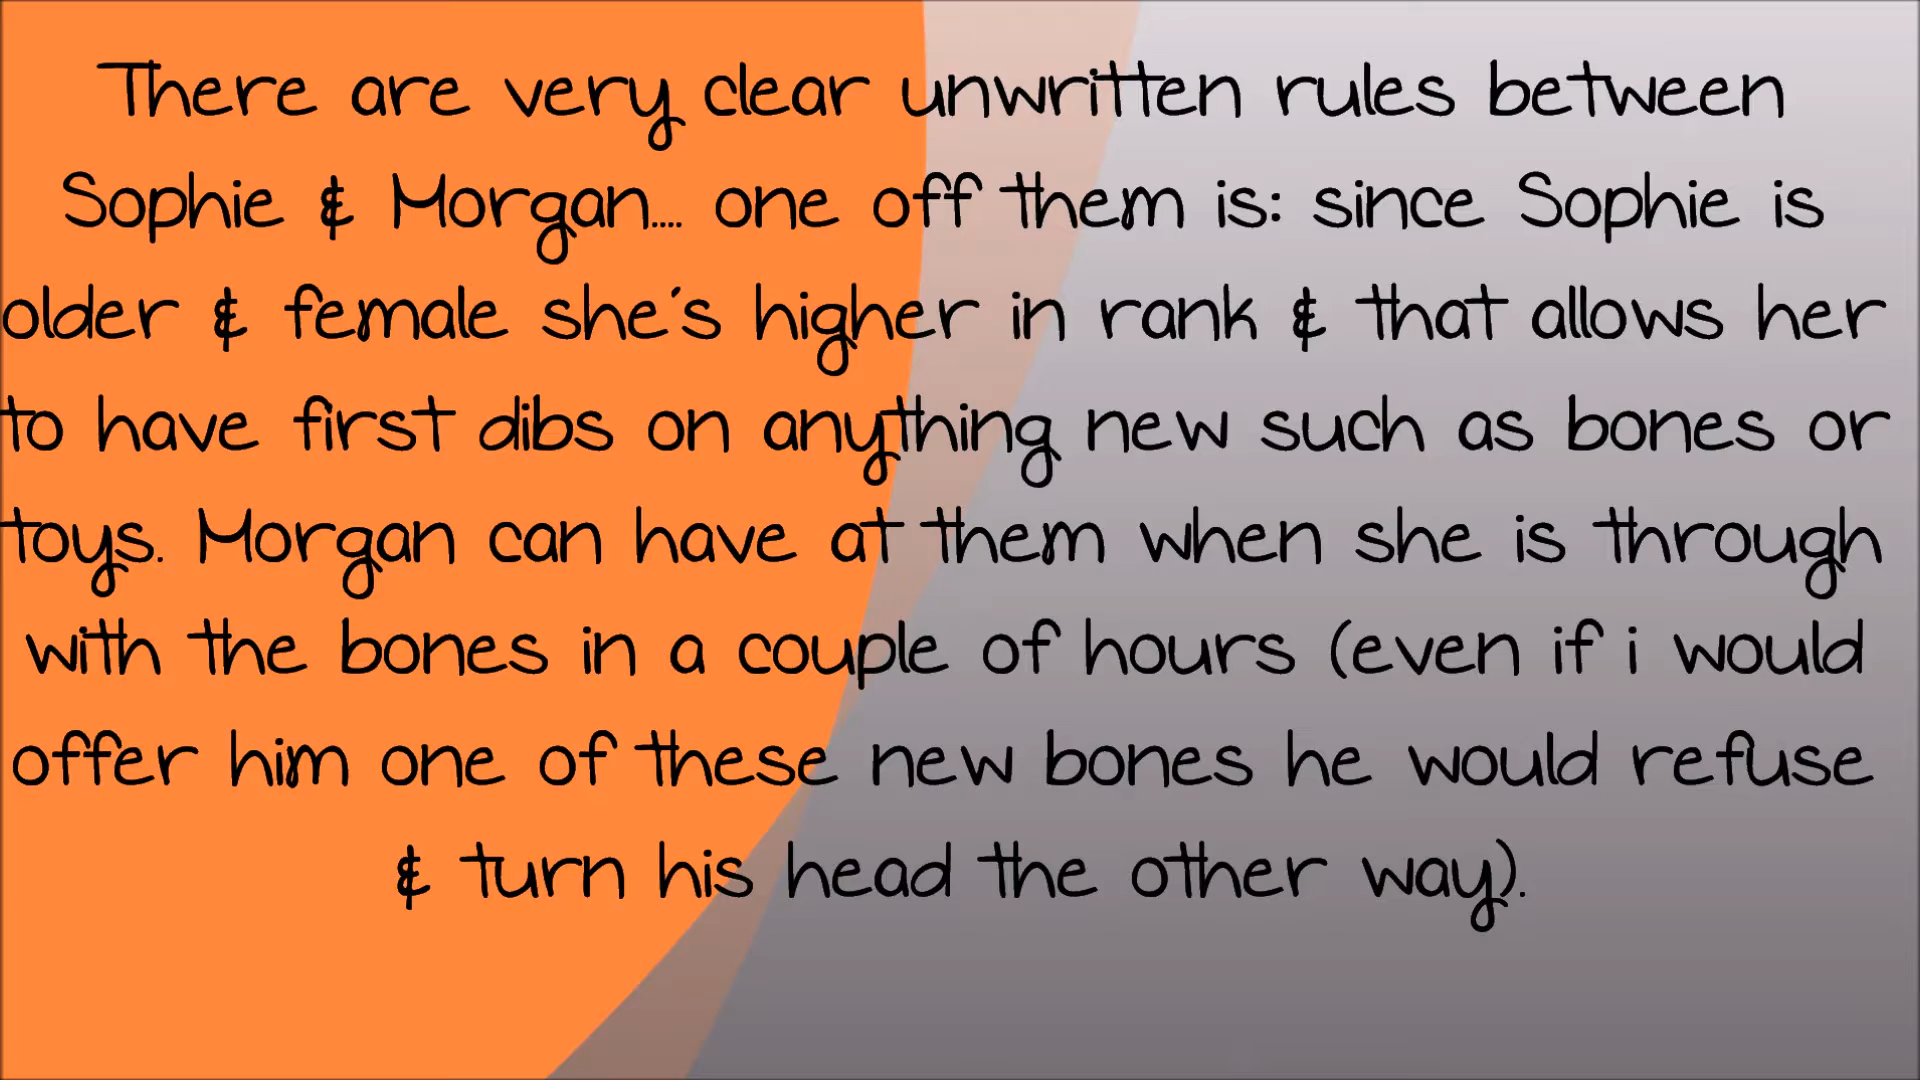 There are very clear unwritten rules between
Sophie & Morgan.... one off them is: since Sophie is
older & female she's higher in rank & that allows her
to have first dibs on anything new such as bones or
toys. Morgan can have at them when she is through
with the bones in a couple of hours (even if i would
offer him one of these new bones he would refuse
& turn his head the other way).